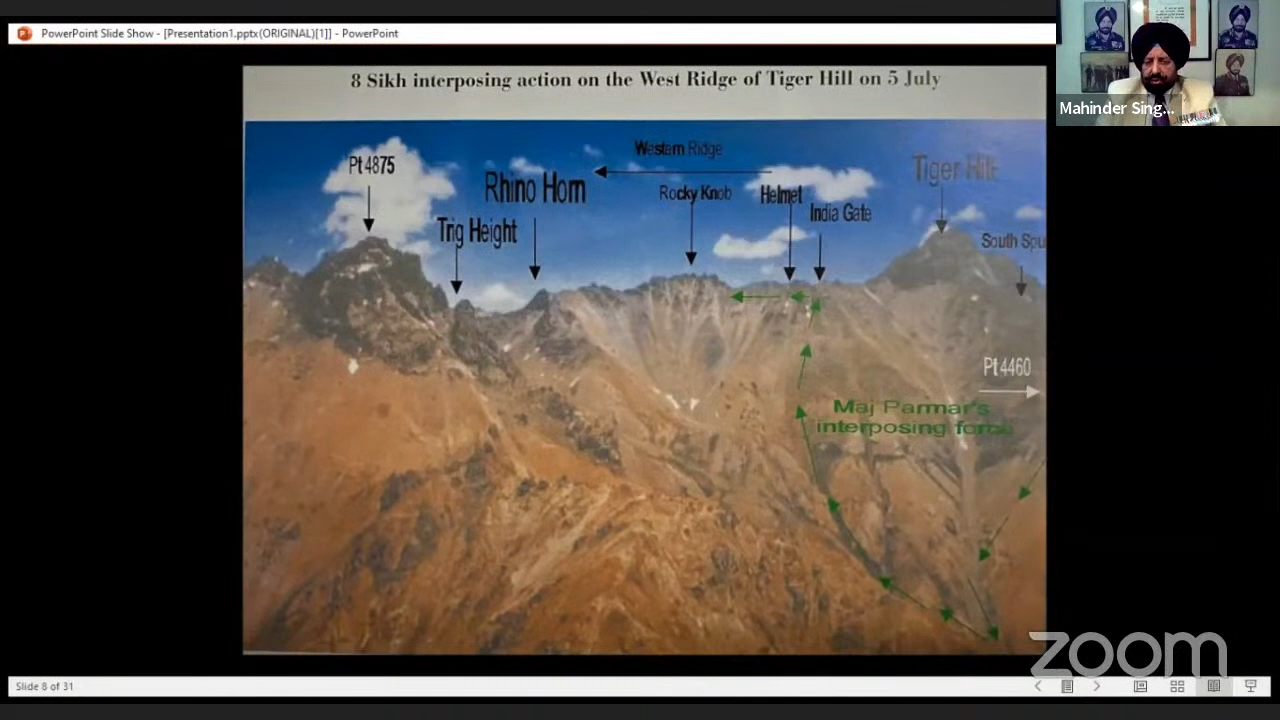 PowerPoint Slide Show - [Presentation1.pptx(ORIGINAL)[1]] - PowerPoint
Mahinder Sing...
8 Sikh interposing action on the West Ridge of Tiger Hill on 5 July
Western Ridge
Pt 4875
Rhino Horn
Rocky Knob
Helmet
Tiger Hill
India Gate
Trig Height
South Spu
Pt 4460
Maj Parmar's
interposing force
zoom
Slide 8 of 31